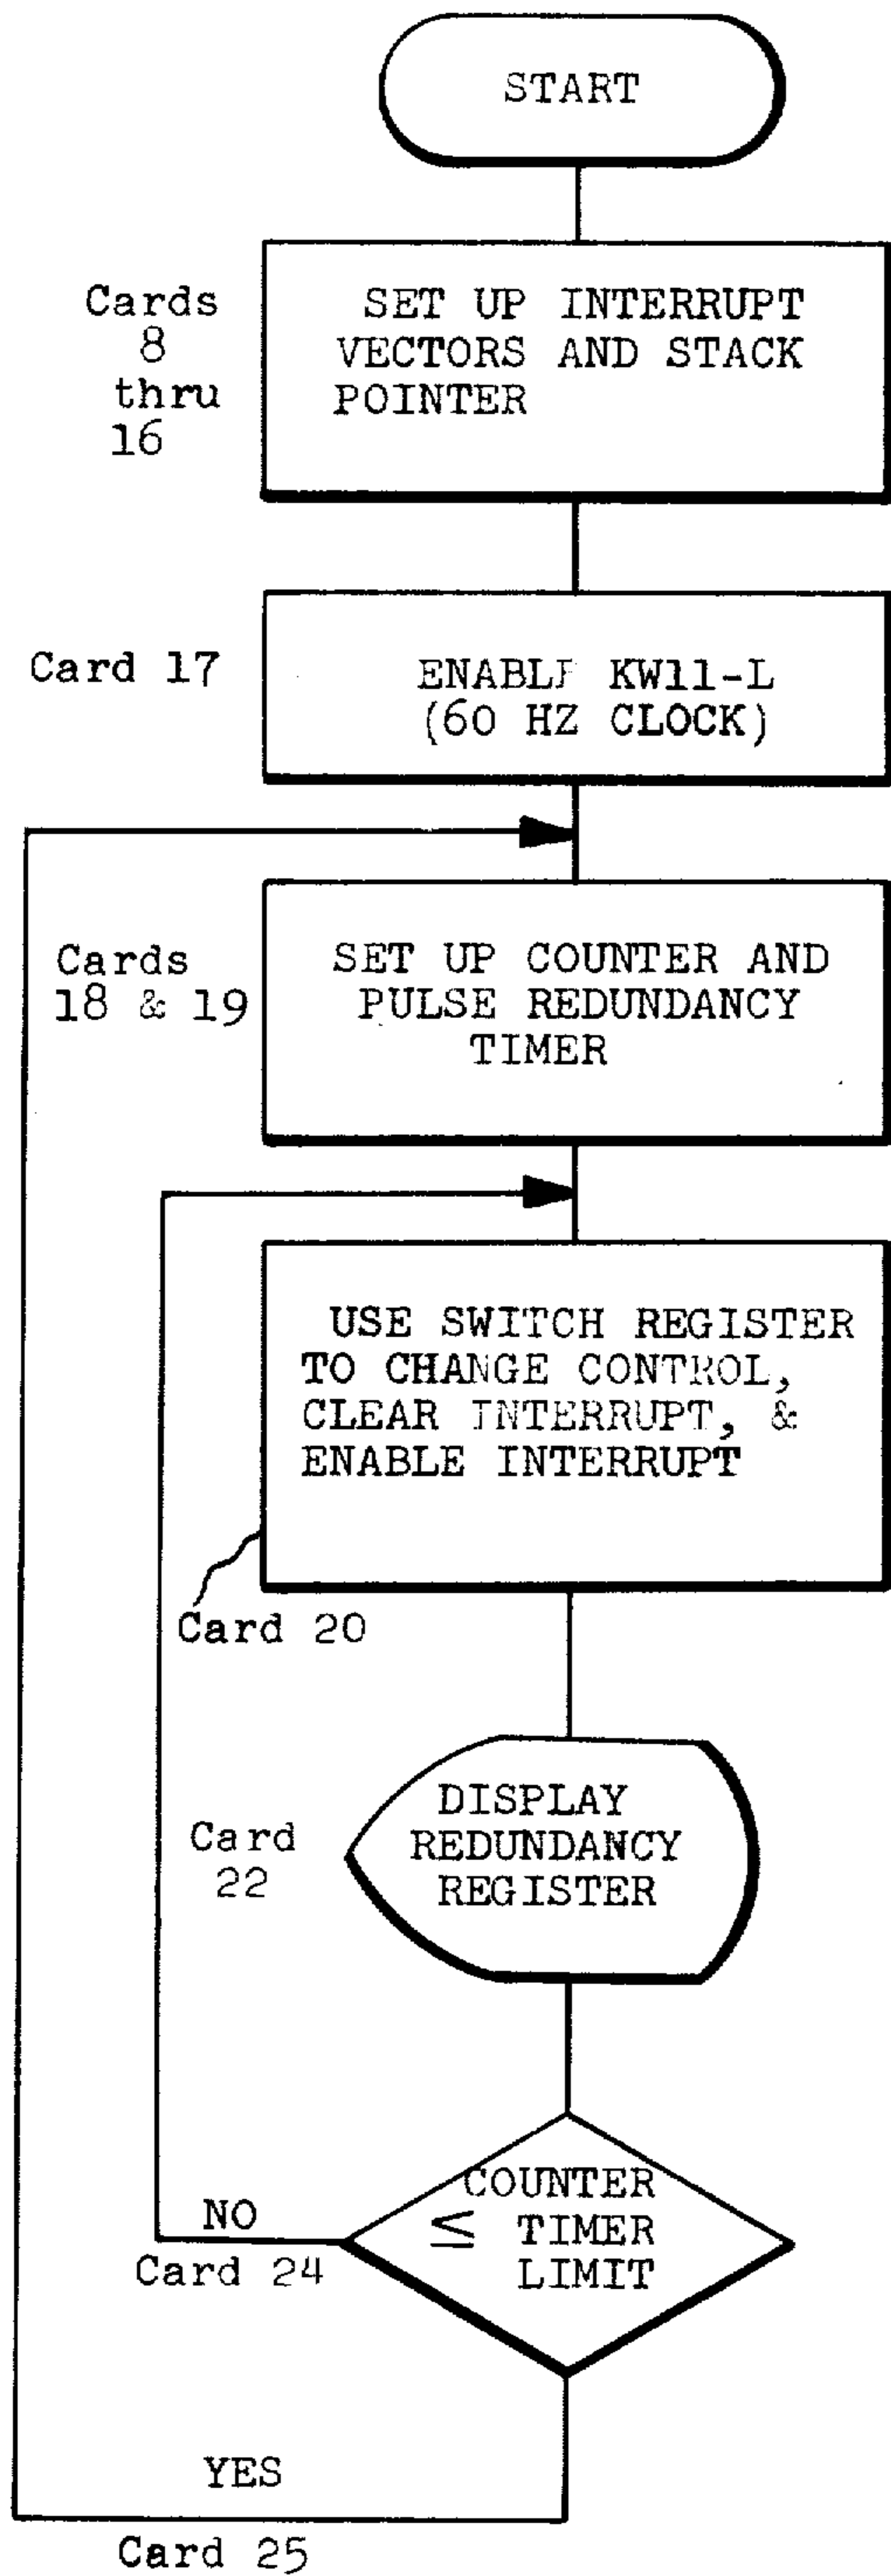 START
Cards
8
thru
16
SET UP INTERRUPT
VECTORS AND STACK
POINTER
Card 17
ENABLE KW11-L
(60 HZ CLOCK)
Cards
18 & 19
SET UP COUNTER AND
PULSE REDUNDANCY
TIMER
USE SWITCH REGISTER
TO CHANGE CONTROL,
CLEAR INTERRUPT, &
ENABLE INTERRUPT
Card 20
Card
22
DISPLAY
REDUNDANCY
REGISTER
COUNTER
≤ TIMER
LIMIT
NO
Card 24
YES
Card 25